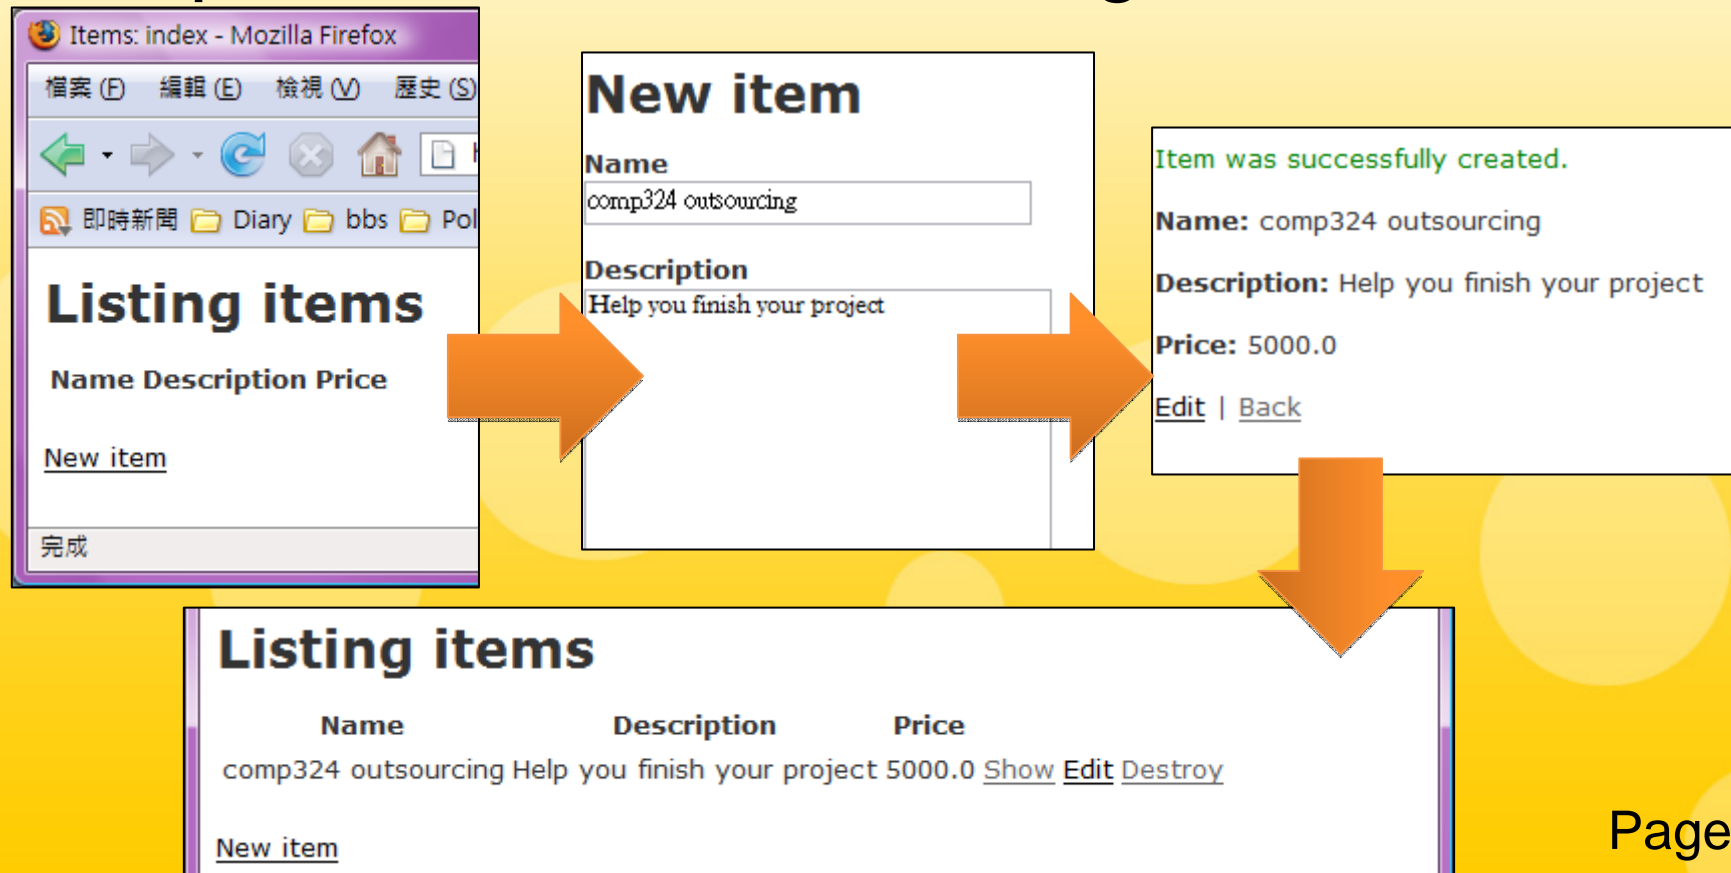 Items: index - Mozilla Firefox
檔案 (F) 編輯 (E) 檢視 (V) 歷史 (S)
即時新聞 Diary bbs Pol
Listing items
Name Description Price
New item
完成
New item
Name
comp324 outsourcing
Description
Help you finish your project
Item was successfully created.
Name: comp324 outsourcing
Description: Help you finish your project
Price: 5000.0
Edit | Back
Listing items
Name Description Price
comp324 outsourcing Help you finish your project 5000.0 Show Edit Destroy
New item
Page